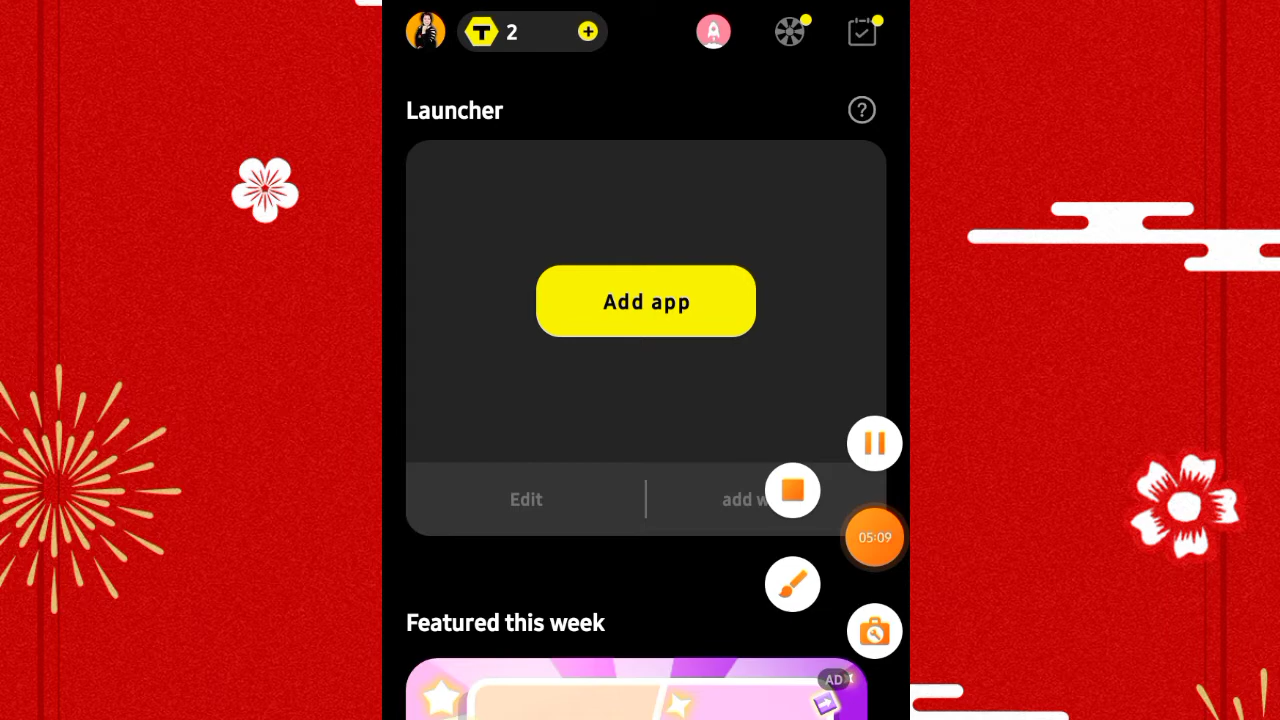 T 2 +
Launcher
?
Add app
Edit
add w
05:09
Featured this week
AD